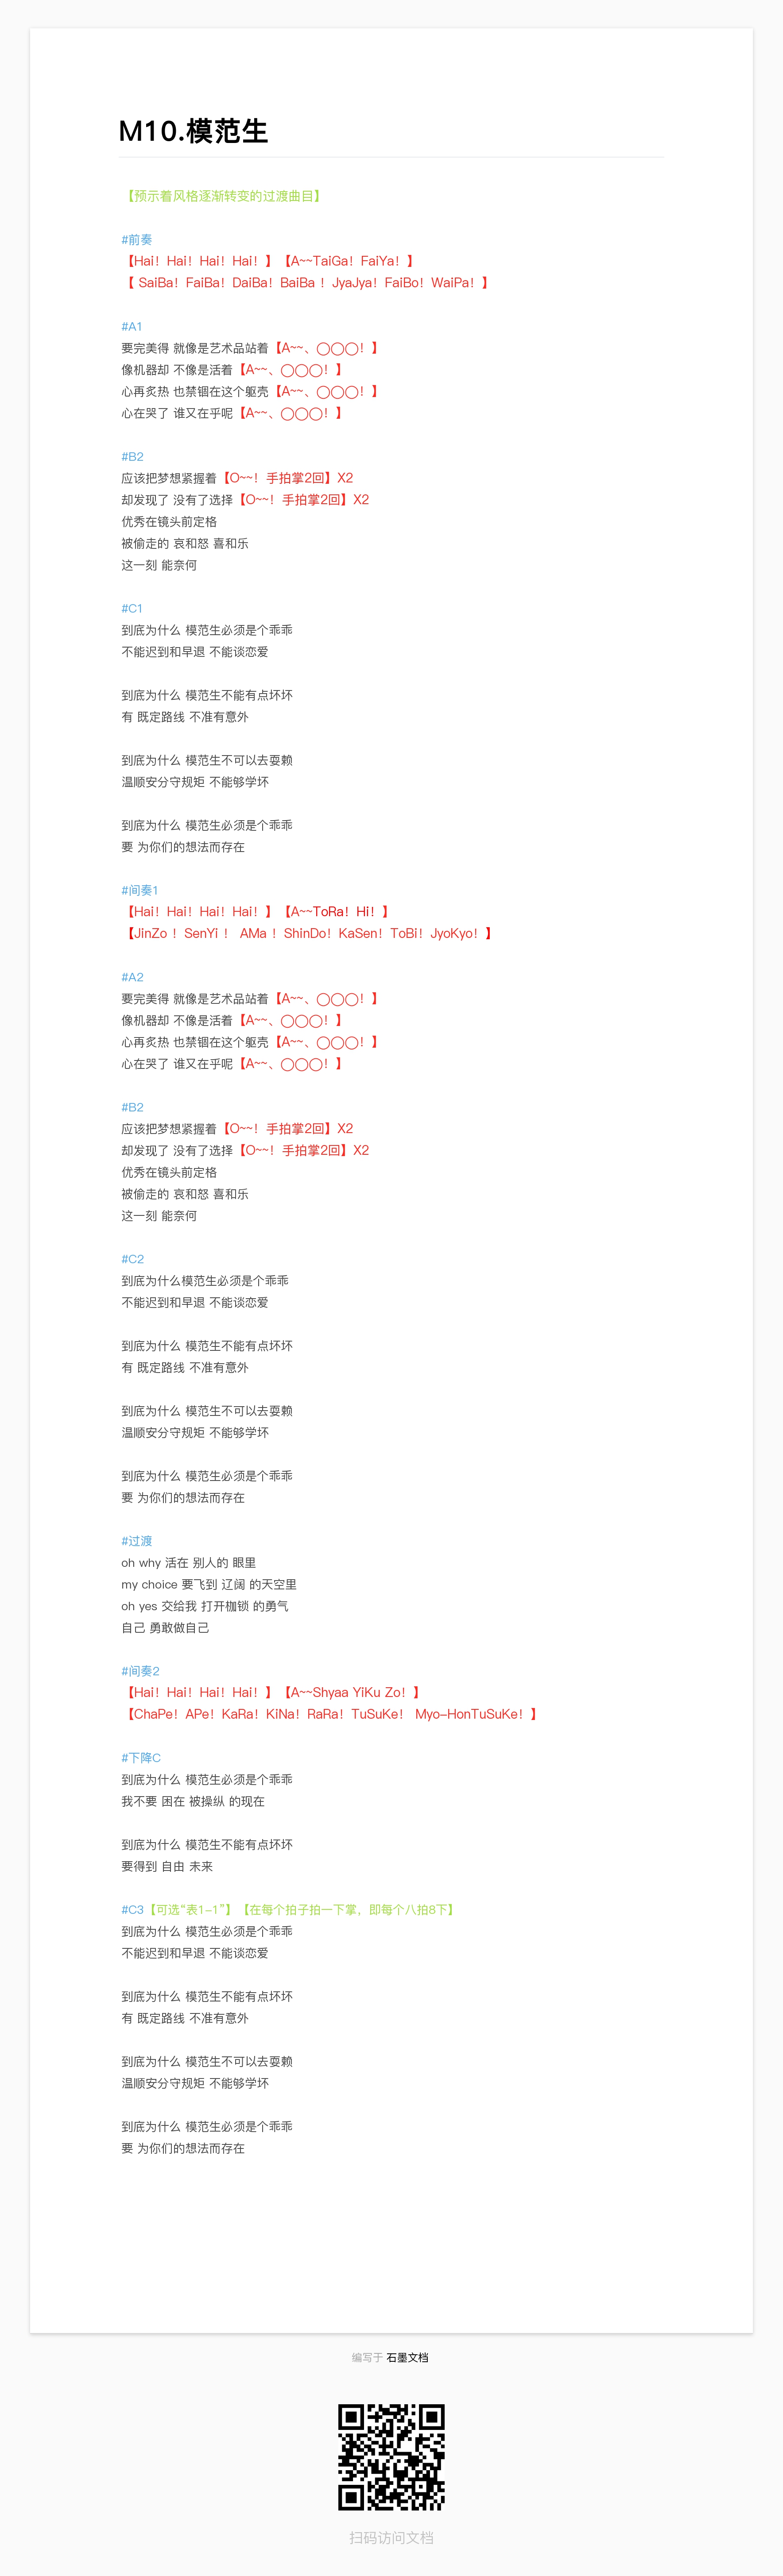 M10.模范生
【预示着风格逐渐转变的过渡曲目】
#前奏
【Hai！Hai！Hai！Hai！】【A~~TaiGa！FaiYa！】
【 SaiBa！FaiBa！DaiBa！BaiBa！JyaJya！FaiBo！WaiPa！】
#A1
要完美得 就像是艺术品站着【A~~、◯◯◯！】
像机器却 不像是活着【A~~、◯◯◯！】
心再炙热 也禁锢在这个躯壳【A~~、◯◯◯！】
心在哭了 谁又在乎呢【A~~、◯◯◯！】
#B2
应该把梦想紧握着【O~~！手拍掌2回】X2
却发现了 没有了选择【O~~！手拍掌2回】X2
优秀在镜头前定格
被偷走的 哀和怒 喜和乐
这一刻 能奈何
#C1
到底为什么 模范生必须是个乖乖
不能迟到和早退 不能谈恋爱
到底为什么 模范生不能有点坏坏
有 既定路线 不准有意外
到底为什么 模范生不可以去耍赖
温顺安分守规矩 不能够学坏
到底为什么 模范生必须是个乖乖
要 为你们的想法而存在
#间奏1
【Hai！Hai！Hai！Hai！】【A~~ToRa！Hi！】
【JinZo！SenYi！ AMa！ShinDo！KaSen！ToBi！JyoKyo！】
#A2
要完美得 就像是艺术品站着【A~~、◯◯◯！】
像机器却 不像是活着【A~~、◯◯◯！】
心再炙热 也禁锢在这个躯壳【A~~、◯◯◯！】
心在哭了 谁又在乎呢【A~~、◯◯◯！】
#B2
应该把梦想紧握着【O~~！手拍掌2回】X2
却发现了 没有了选择【O~~！手拍掌2回】X2
优秀在镜头前定格
被偷走的 哀和怒 喜和乐
这一刻 能奈何
#C2
到底为什么模范生必须是个乖乖
不能迟到和早退 不能谈恋爱
到底为什么 模范生不能有点坏坏
有 既定路线 不准有意外
到底为什么 模范生不可以去耍赖
温顺安分守规矩 不能够学坏
到底为什么 模范生必须是个乖乖
要 为你们的想法而存在
#过渡
oh why 活在 别人的 眼里
my choice 要飞到 辽阔 的天空里
oh yes 交给我 打开枷锁 的勇气
自己 勇敢做自己
#间奏2
【Hai！Hai！Hai！Hai！】【A~~Shyaa YiKu Zo！】
【ChaPe！APe！KaRa！KiNa！RaRa！TuSuKe！ Myo-HonTuSuKe！】
#下降C
到底为什么 模范生必须是个乖乖
我不要 困在 被操纵 的现在
到底为什么 模范生不能有点坏坏
要得到 自由 未来
#C3【可选“表1-1”】【在每个拍子拍一下掌，即每个八拍8下】
到底为什么 模范生必须是个乖乖
不能迟到和早退 不能谈恋爱
到底为什么 模范生不能有点坏坏
有 既定路线 不准有意外
到底为什么 模范生不可以去耍赖
温顺安分守规矩 不能够学坏
到底为什么 模范生必须是个乖乖
要 为你们的想法而存在
编写于 石墨文档
扫码访问文档